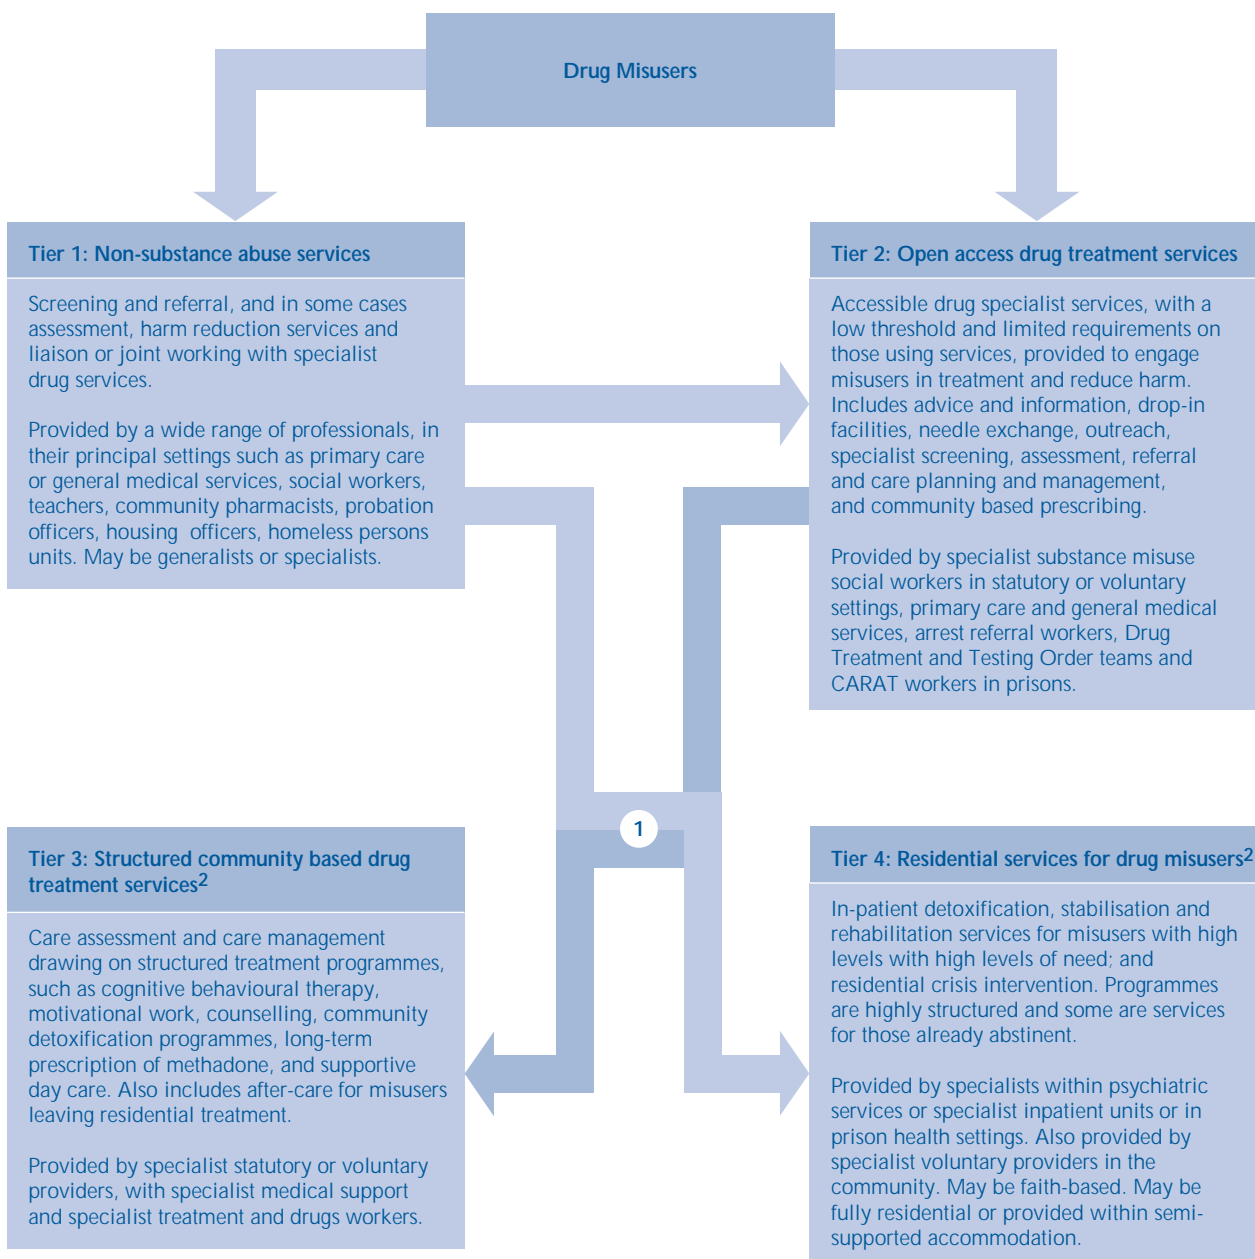 Drug Misusers
Tier 1: Non-substance abuse services
Screening and referral, and in some cases
assessment, harm reduction services and
liaison or joint working with specialist
drug services.
Provided by a wide range of professionals, in
their principal settings such as primary care
or general medical services, social workers,
teachers, community pharmacists, probation
officers, housing officers, homeless persons
units. May be generalists or specialists.
Tier 2: Open access drug treatment services
Accessible drug specialist services, with a
low threshold and limited requirements on
those using services, provided to engage
misusers in treatment and reduce harm.
Includes advice and information, drop-in
facilities, needle exchange, outreach,
specialist screening, assessment, referral
and care planning and management,
and community based prescribing.
Provided by specialist substance misuse
social workers in statutory or voluntary
settings, primary care and general medical
services, arrest referral workers, Drug
Treatment and Testing Order teams and
CARAT workers in prisons.
1
Tier 3: Structured community based drug
treatment services2
Care assessment and care management
drawing on structured treatment programmes,
such as cognitive behavioural therapy,
motivational work, counselling, community
detoxification programmes, long-term
prescription of methadone, and supportive
day care. Also includes after-care for misusers
leaving residential treatment.
Provided by specialist statutory or voluntary
providers, with specialist medical support
and specialist treatment and drugs workers.
Tier 4: Residential services for drug misusers2
In-patient detoxification, stabilisation and
rehabilitation services for misusers with high
levels with high levels of need; and
residential crisis intervention. Programmes
are highly structured and some are services
for those already abstinent.
Provided by specialists within psychiatric
services or specialist inpatient units or in
prison health settings. Also provided by
specialist voluntary providers in the
community. May be faith-based. May be
fully residential or provided within semi-
supported accommodation.